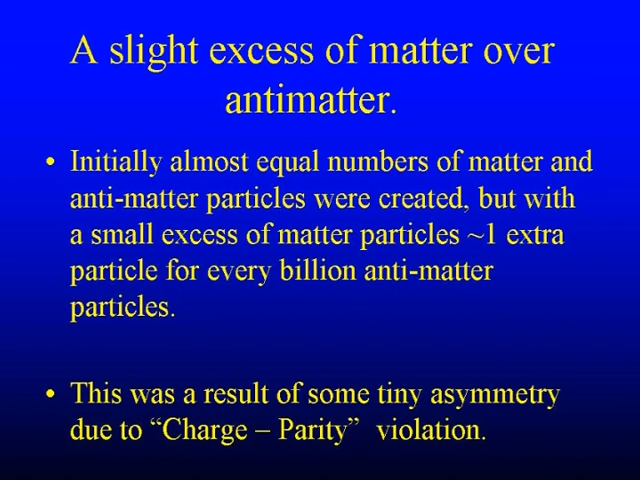 A slight excess of matter over
antimatter.
• Initially almost equal numbers of matter and
anti-matter particles were created, but with
a small excess of matter particles ~1 extra
particle for every billion anti-matter
particles.
• This was a result of some tiny asymmetry
due to “Charge – Parity” violation.